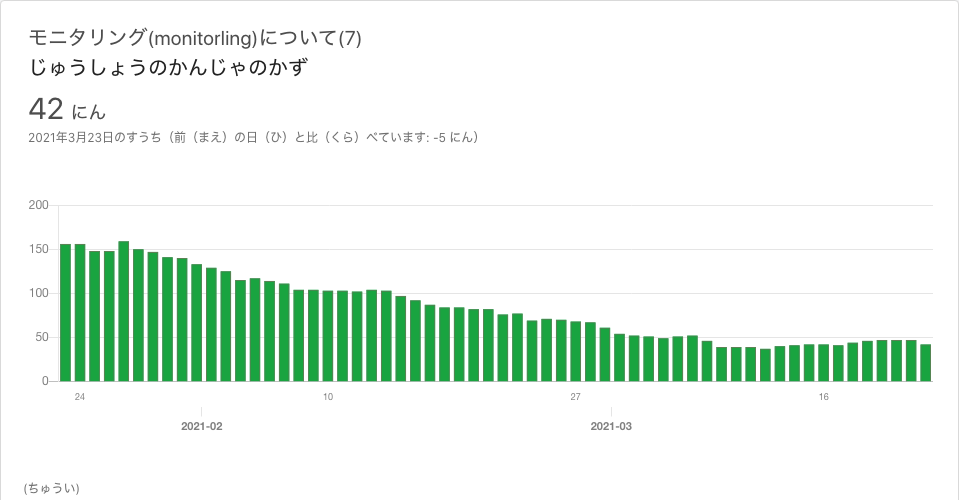 モニタリング(monitorling)について(7)
じゅうしょうのかんじゃのかず
42 にん
2021年3月23日のすうち（前（まえ）の日（ひ）と比（くら）べています: -5 にん）
200
150
100
50
0
24 10 27 16
2021-02 2021-03
(ちゅうい)